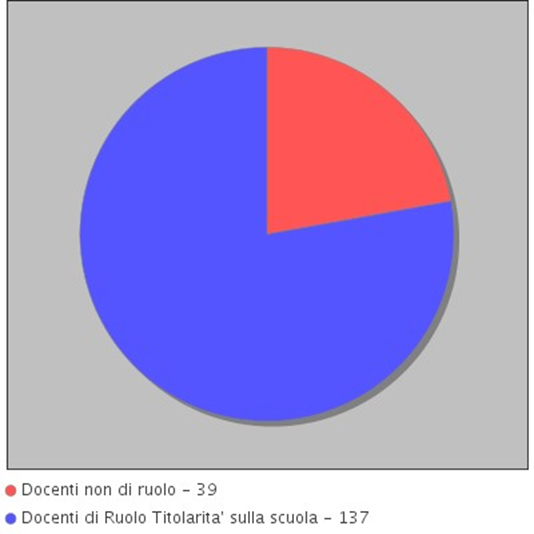 Docenti non di ruolo - 39
Docenti di Ruolo Titolarita' sulla scuola - 137